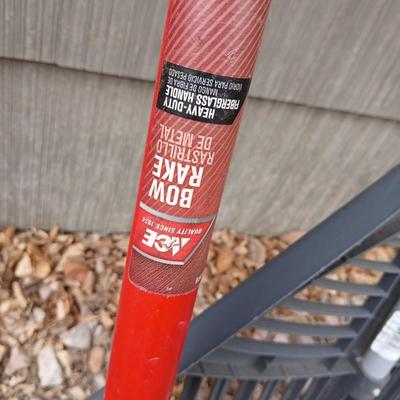 ACE
QUALITY SINCE 1924
BOW
RAKE
RASTRILLO
DE METAL
HEAVY-DUTY
FIBERGLASS HANDLE
MANGO DE FIBRA DE
VIDRIO PARA SERVICIO PESADO